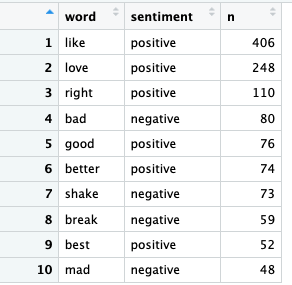 word sentiment n
1 like positive 406
2 love positive 248
3 right positive 110
4 bad negative 80
5 good positive 76
6 better positive 74
7 shake negative 73
8 break negative 59
9 best positive 52
10 mad negative 48